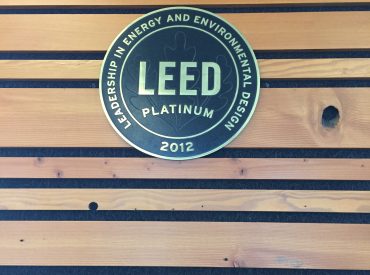 LEADERSHIP IN ENERGY AND ENVIRONMENTAL DESIGN
LEED
PLATINUM
2012